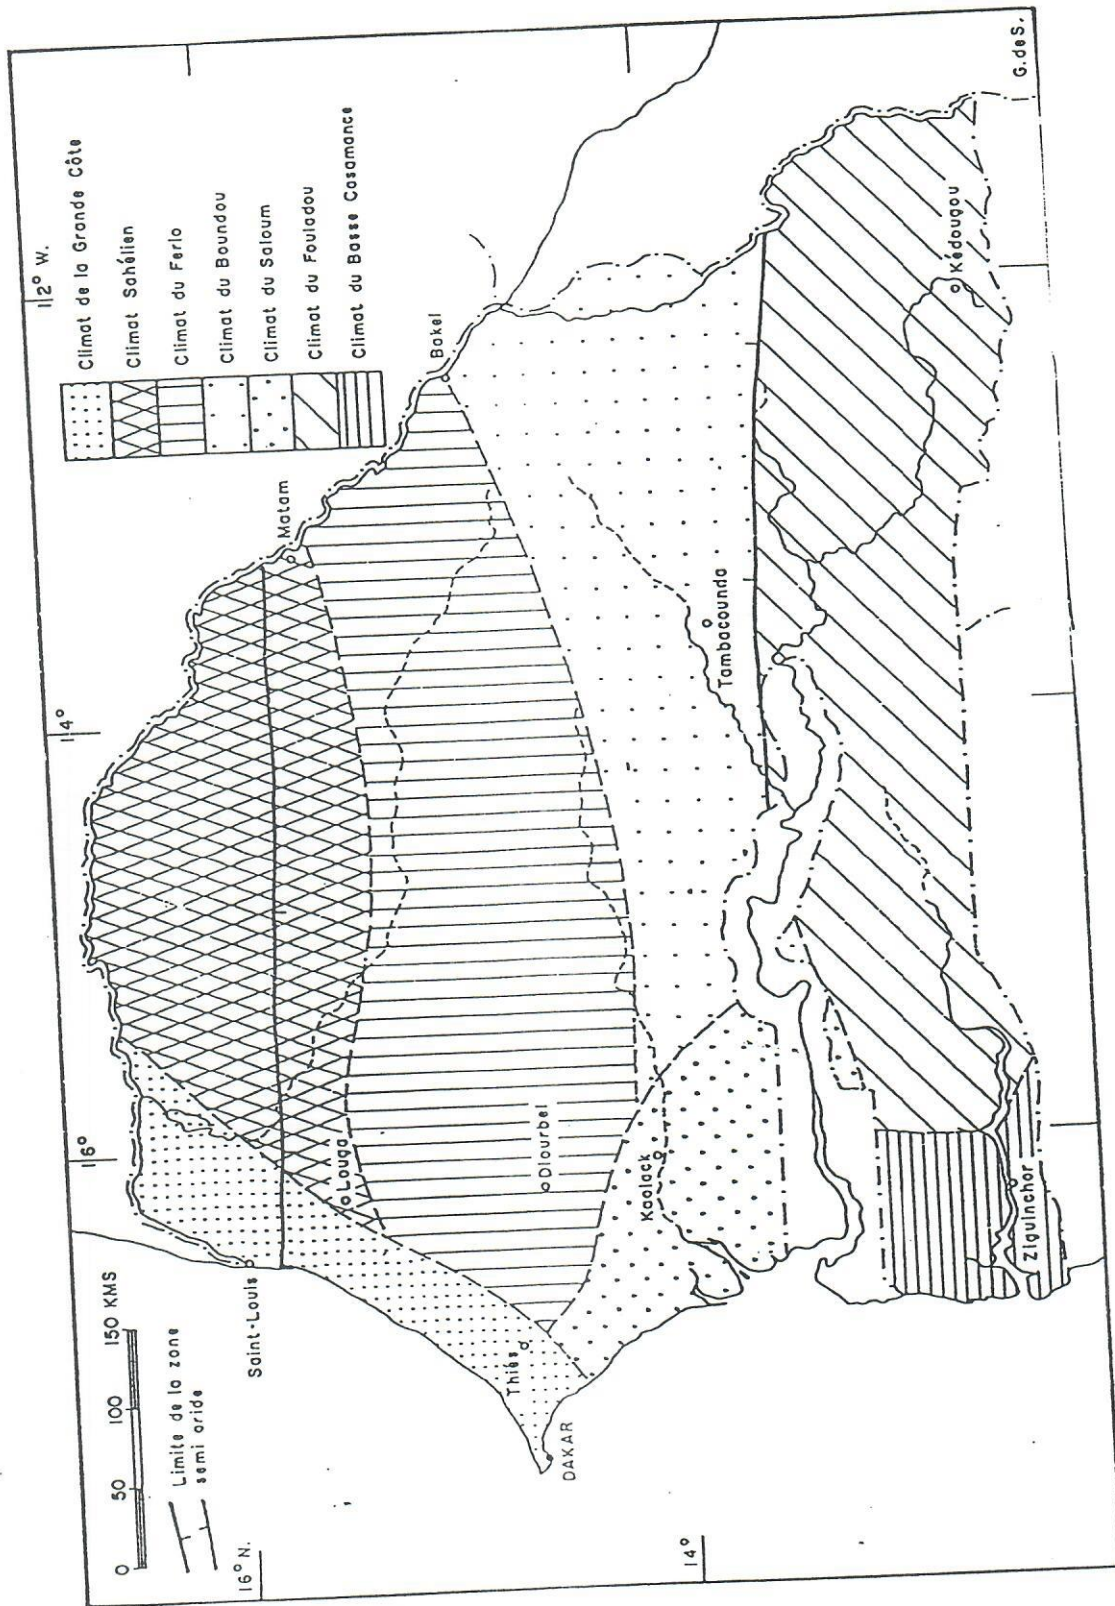 12° W.
14°
16°
Climat de la Grande Côte
Climat Sahélien
Climat du Ferlo
Climat du Boundou
Climat du Saloum
Climat du Fouladou
Climat du Basse Casamance
0 50 100 150 KMS
Limite de la zone
semi aride
16° N.
14°
Saint-Louis
Matam
Louga
Bakel
Thiés
DAKAR
Diourbel
Kaolack
Tambacounda
Kédougou
Ziguinchor
G. de S.